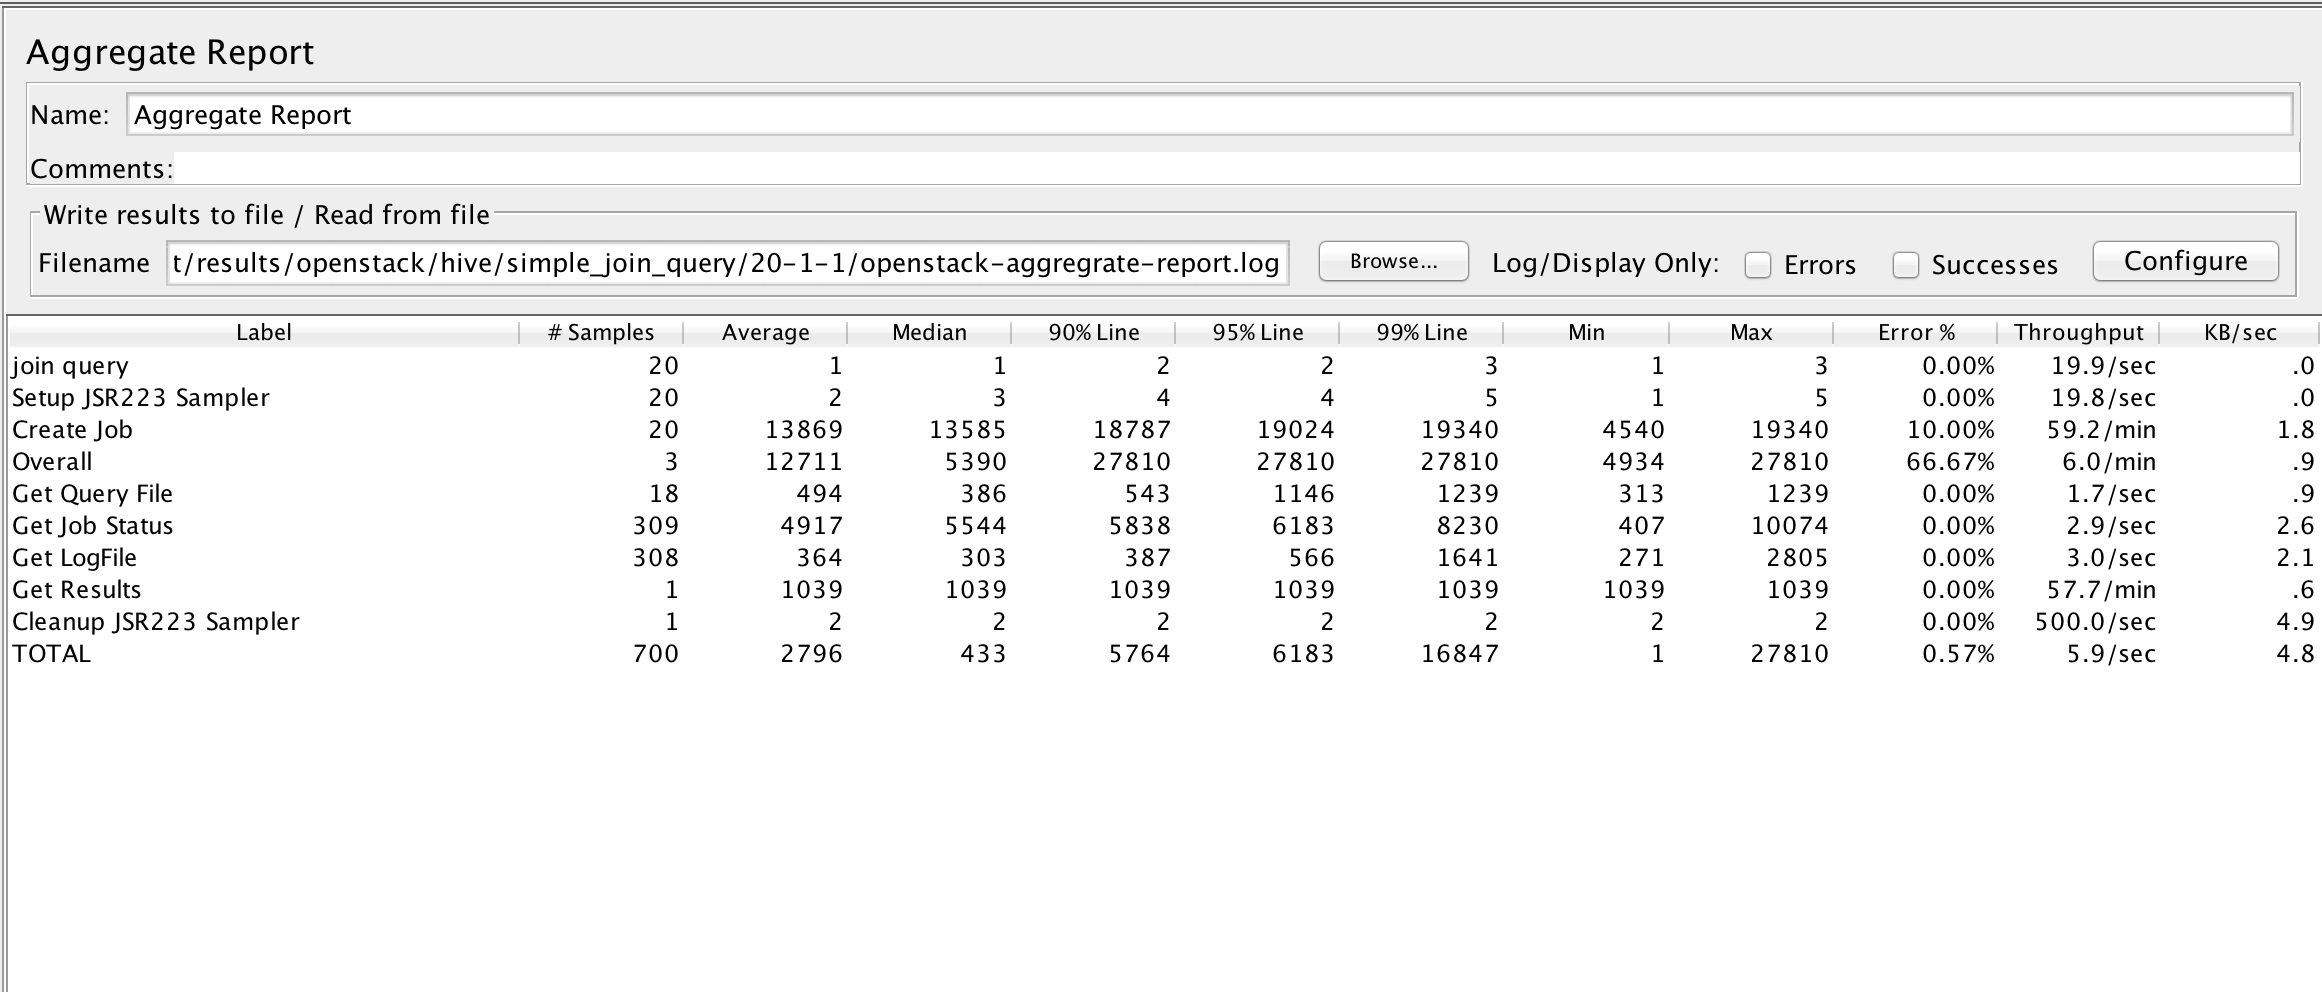 Aggregate Report
Name: Aggregate Report
Comments:
Write results to file / Read from file
Filename t/results/openstack/hive/simple_join_query/20-1-1/openstack-aggregrate-report.log Browse... Log/Display Only: Errors Successes Configure
Label # Samples Average Median 90% Line 95% Line 99% Line Min Max Error % Throughput KB/sec
join query 20 1 1 2 2 3 1 3 0.00% 19.9/sec .0
Setup JSR223 Sampler 20 2 3 4 4 5 1 5 0.00% 19.8/sec .0
Create Job 20 13869 13585 18787 19024 19340 4540 19340 10.00% 59.2/min 1.8
Overall 3 12711 5390 27810 27810 27810 4934 27810 66.67% 6.0/min .9
Get Query File 18 494 386 543 1146 1239 313 1239 0.00% 1.7/sec .9
Get Job Status 309 4917 5544 5838 6183 8230 407 10074 0.00% 2.9/sec 2.6
Get LogFile 308 364 303 387 566 1641 271 2805 0.00% 3.0/sec 2.1
Get Results 1 1039 1039 1039 1039 1039 1039 1039 0.00% 57.7/min .6
Cleanup JSR223 Sampler 1 2 2 2 2 2 2 2 0.00% 500.0/sec 4.9
TOTAL 700 2796 433 5764 6183 16847 1 27810 0.57% 5.9/sec 4.8